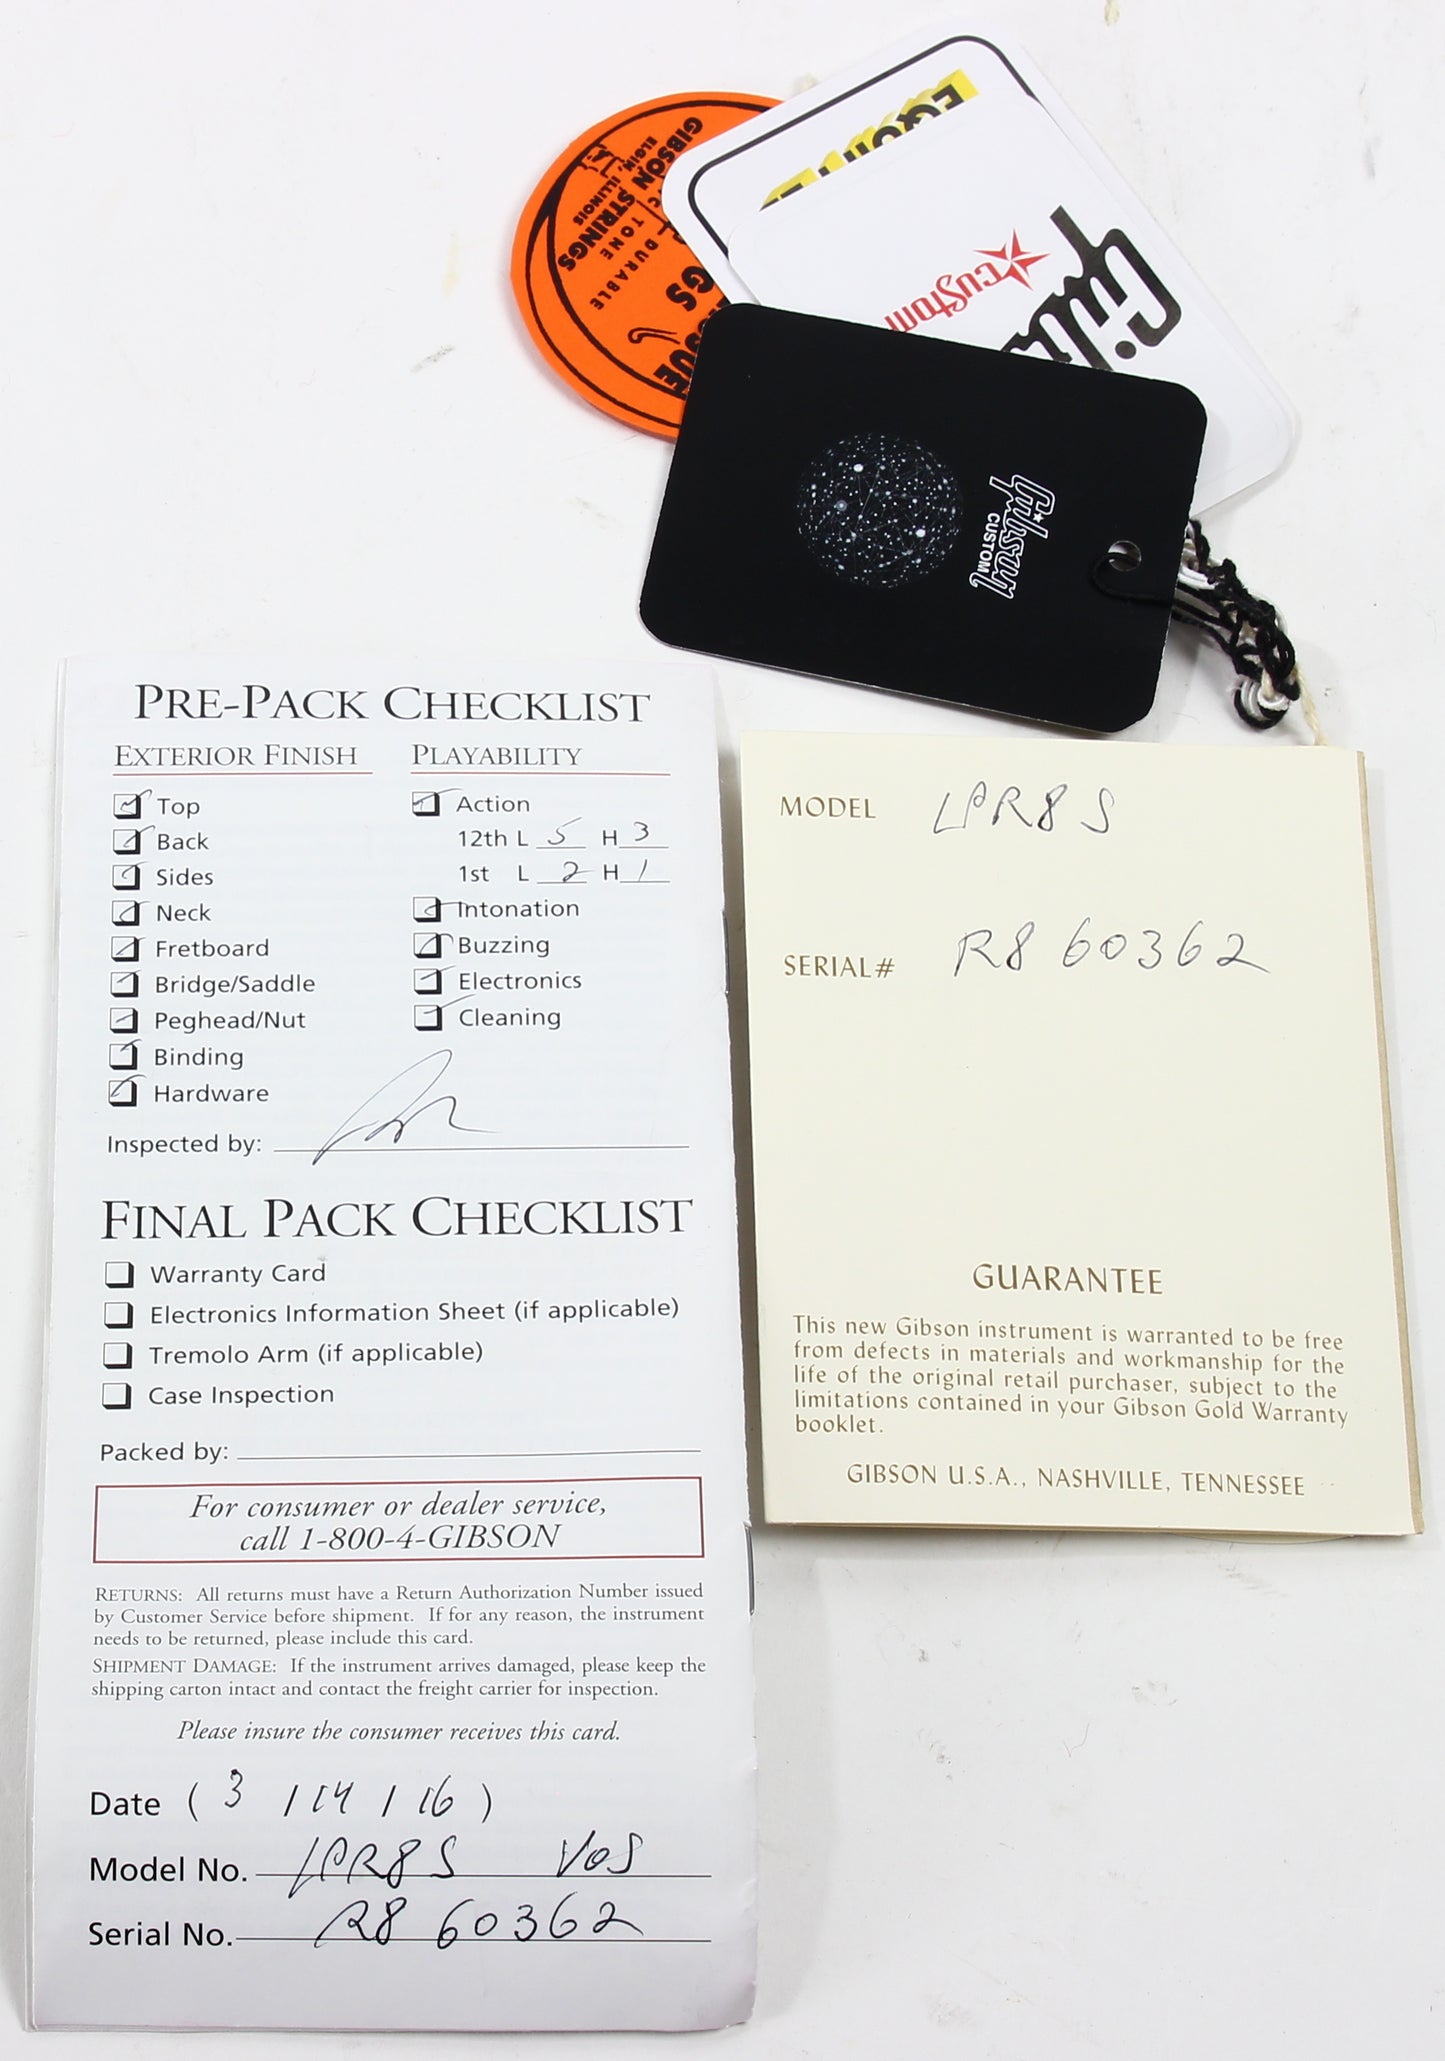 GIBSON STRINGS
ELGIN, ILLINOIS
TONE
DURABLE
GS
Gibson
CUSTOM
custom
PRE-PACK CHECKLIST
EXTERIOR FINISH
Top
Back
Sides
Neck
Fretboard
Bridge/Saddle
Peghead/Nut
Binding
Hardware
PLAYABILITY
Action
12th L 5 H 3
1st L 2 H 1
Intonation
Buzzing
Electronics
Cleaning
Inspected by:
FINAL PACK CHECKLIST
Warranty Card
Electronics Information Sheet (if applicable)
Tremolo Arm (if applicable)
Case Inspection
Packed by:
For consumer or dealer service,
call 1-800-4-GIBSON
RETURNS: All returns must have a Return Authorization Number issued
by Customer Service before shipment. If for any reason, the instrument
needs to be returned, please include this card.
SHIPMENT DAMAGE: If the instrument arrives damaged, please keep the
shipping carton intact and contact the freight carrier for inspection.
Please insure the consumer receives this card.
Date ( 3 / 14 / 16 )
Model No. LPR8S VOS
Serial No. R8 60362
MODEL LPR8S
SERIAL# R8 60362
GUARANTEE
This new Gibson instrument is warranted to be free
from defects in materials and workmanship for the
life of the original retail purchaser, subject to the
limitations contained in your Gibson Gold Warranty
booklet.
GIBSON U.S.A., NASHVILLE, TENNESSEE